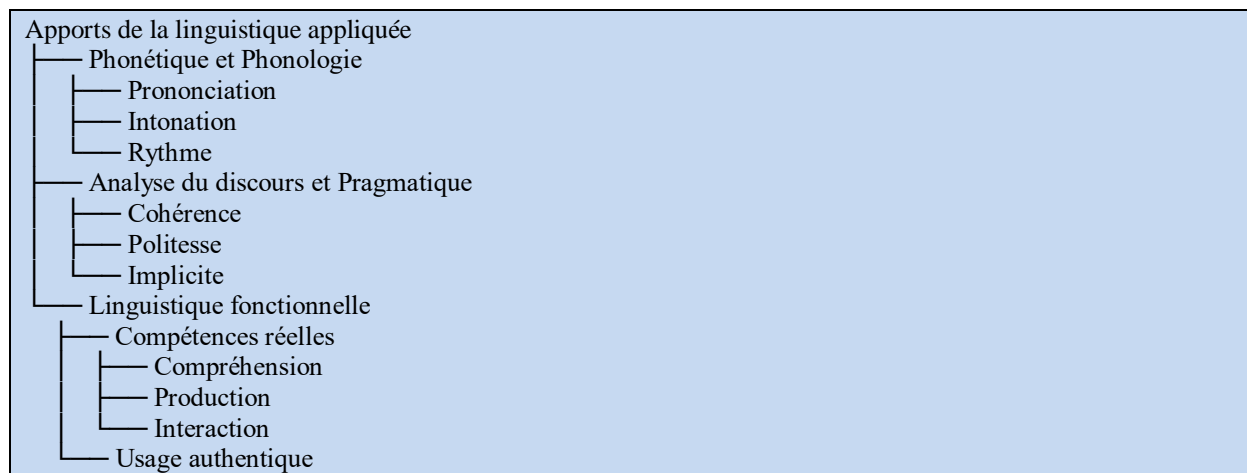 Apports de la linguistique appliquée
├── Phonétique et Phonologie
│   ├── Prononciation
│   ├── Intonation
│   └── Rythme
├── Analyse du discours et Pragmatique
│   ├── Cohérence
│   ├── Politesse
│   └── Implicite
└── Linguistique fonctionnelle
    ├── Compétences réelles
    │   ├── Compréhension
    │   ├── Production
    │   └── Interaction
    └── Usage authentique